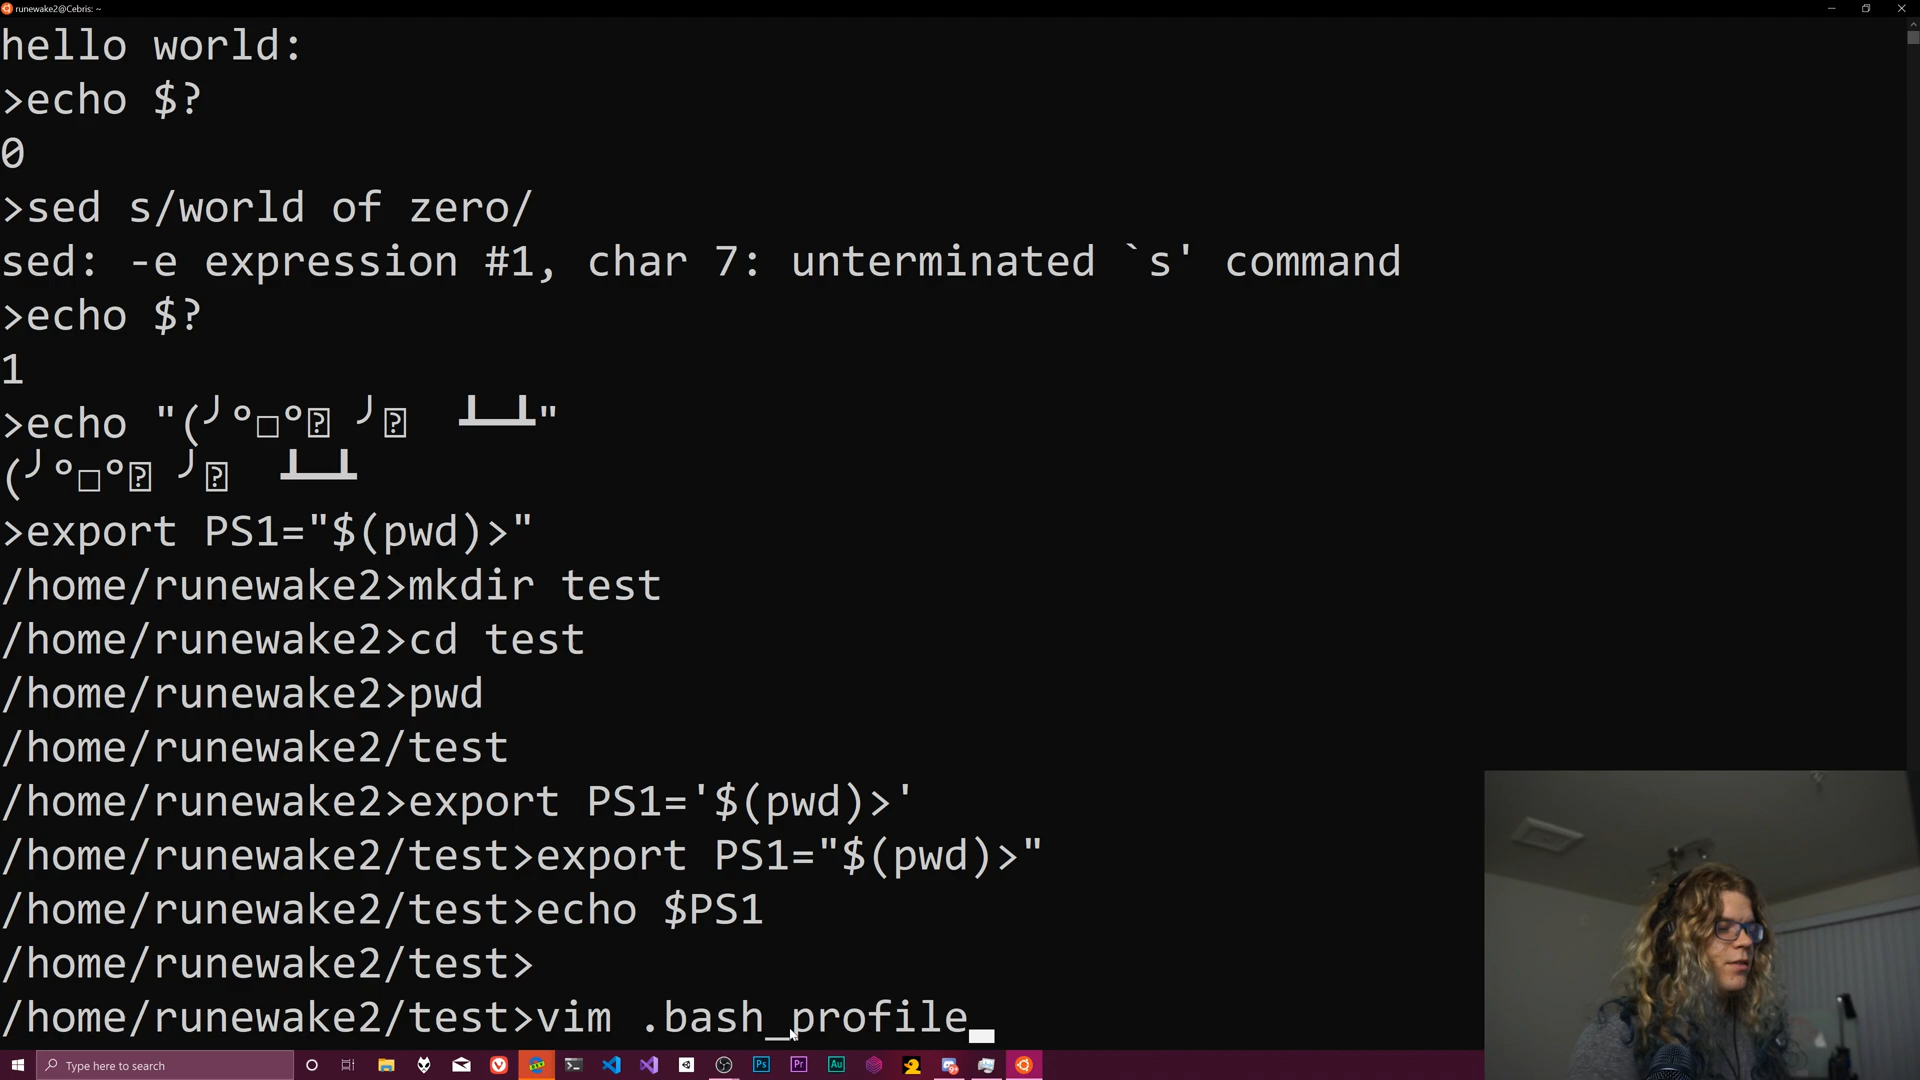 runewake2@Cebris: ~
hello world:
>echo $?
0
>sed s/world of zero/
sed: -e expression #1, char 7: unterminated `s' command
>echo $?
1
>echo "(╯°□°� ╯� ┻━┻"
(╯°□°� ╯� ┻━┻
>export PS1="$(pwd)>"
/home/runewake2>mkdir test
/home/runewake2>cd test
/home/runewake2>pwd
/home/runewake2/test
/home/runewake2>export PS1='$(pwd)>'
/home/runewake2/test>export PS1="$(pwd)>"
/home/runewake2/test>echo $PS1
/home/runewake2/test>
/home/runewake2/test>vim .bash_profile
Type here to search